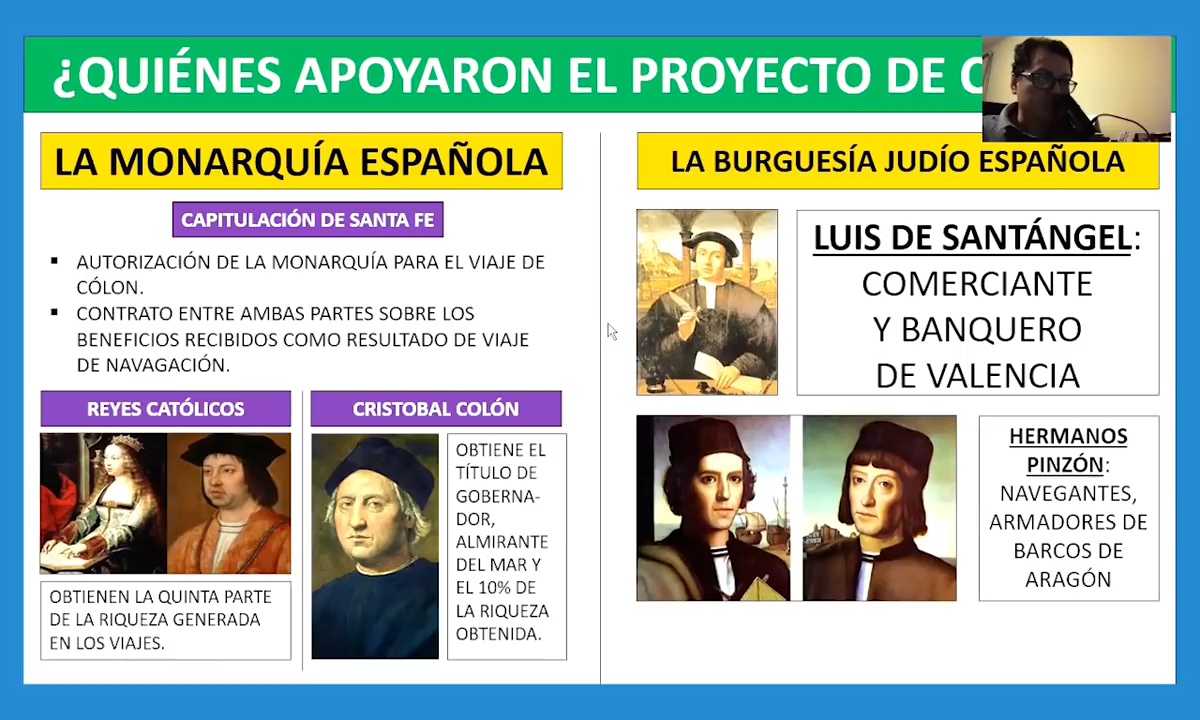 ¿QUIÉNES APOYARON EL PROYECTO DE
LA MONARQUÍA ESPAÑOLA
CAPITULACIÓN DE SANTA FE
▪ AUTORIZACIÓN DE LA MONARQUÍA PARA EL VIAJE DE
CÓLON.
▪ CONTRATO ENTRE AMBAS PARTES SOBRE LOS
BENEFICIOS RECIBIDOS COMO RESULTADO DE VIAJE
DE NAVAGACIÓN.
REYES CATÓLICOS
OBTIENEN LA QUINTA PARTE
DE LA RIQUEZA GENERADA
EN LOS VIAJES.
CRISTOBAL COLÓN
OBTIENE EL
TÍTULO DE
GOBERNA-
DOR,
ALMIRANTE
DEL MAR Y
EL 10% DE
LA RIQUEZA
OBTENIDA.
LA BURGUESÍA JUDÍO ESPAÑOLA
LUIS DE SANTÁNGEL:
COMERCIANTE
Y BANQUERO
DE VALENCIA
HERMANOS
PINZÓN:
NAVEGANTES,
ARMADORES DE
BARCOS DE
ARAGÓN